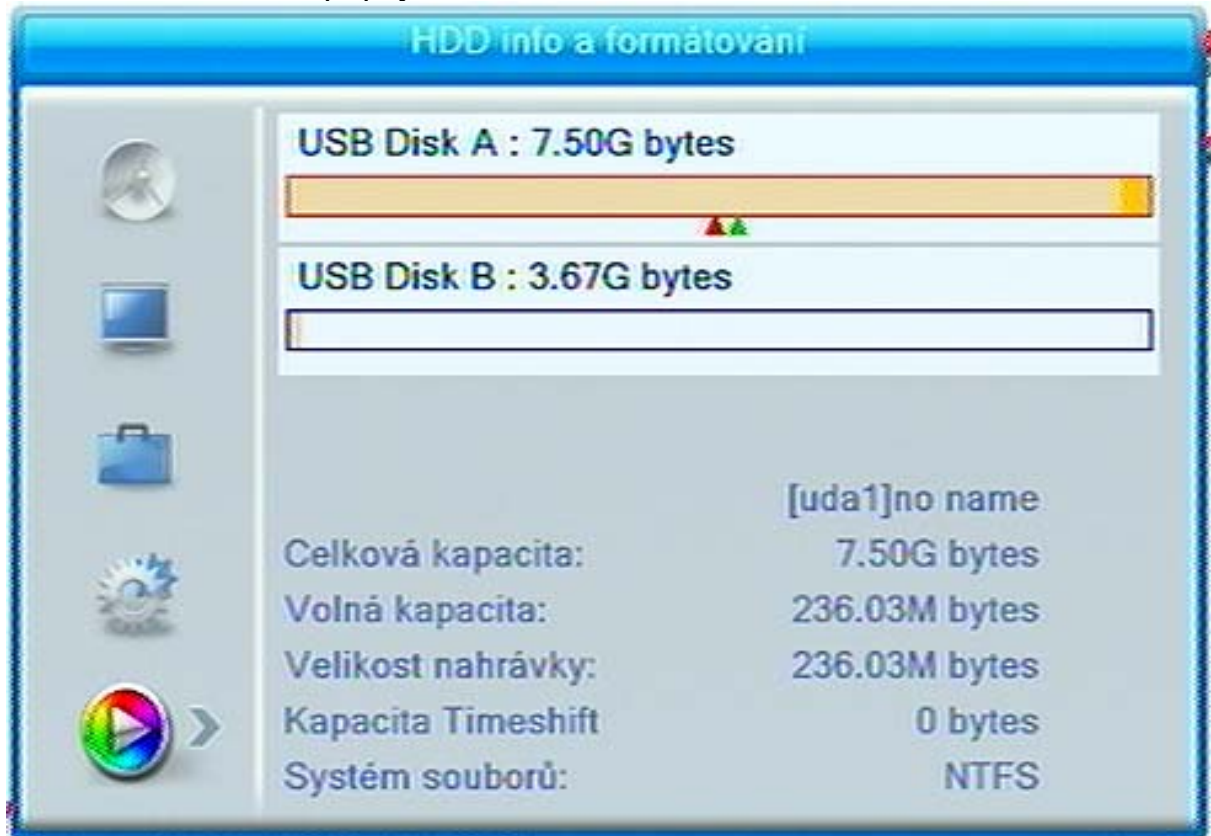 HDD info a formátování
USB Disk A : 7.50G bytes
USB Disk B : 3.67G bytes
[uda1]no name
Celková kapacita: 7.50G bytes
Volná kapacita: 236.03M bytes
Velikost nahrávky: 236.03M bytes
Kapacita Timeshift 0 bytes
Systém souborů: NTFS